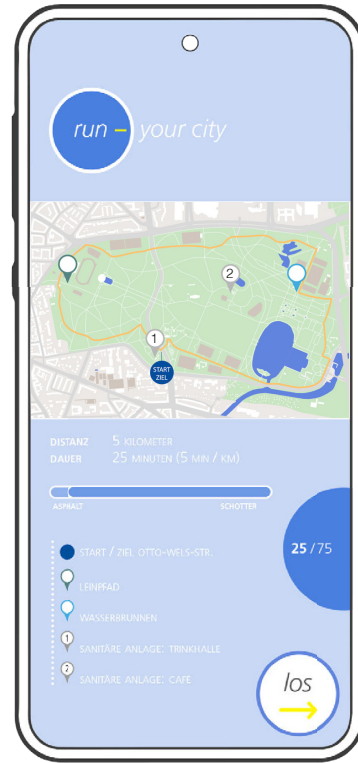 run – your city
2
1
START
ZIEL
DISTANZ 5 KILOMETER
DAUER 25 MINUTEN (5 MIN / KM)
ASPHALT SCHOTTER
25/75
START / ZIEL OTTO-WELS-STR.
LEINPFAD
WASSERBRUNNEN
1 SANITÄRE ANLAGE: TRINKHALLE
2 SANITÄRE ANLAGE: CAFÉ
los